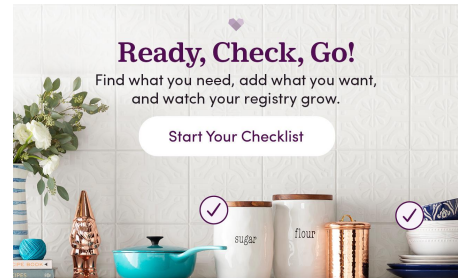 Ready, Check, Go!
Find what you need, add what you want,
and watch your registry grow.
Start Your Checklist
sugar
flour